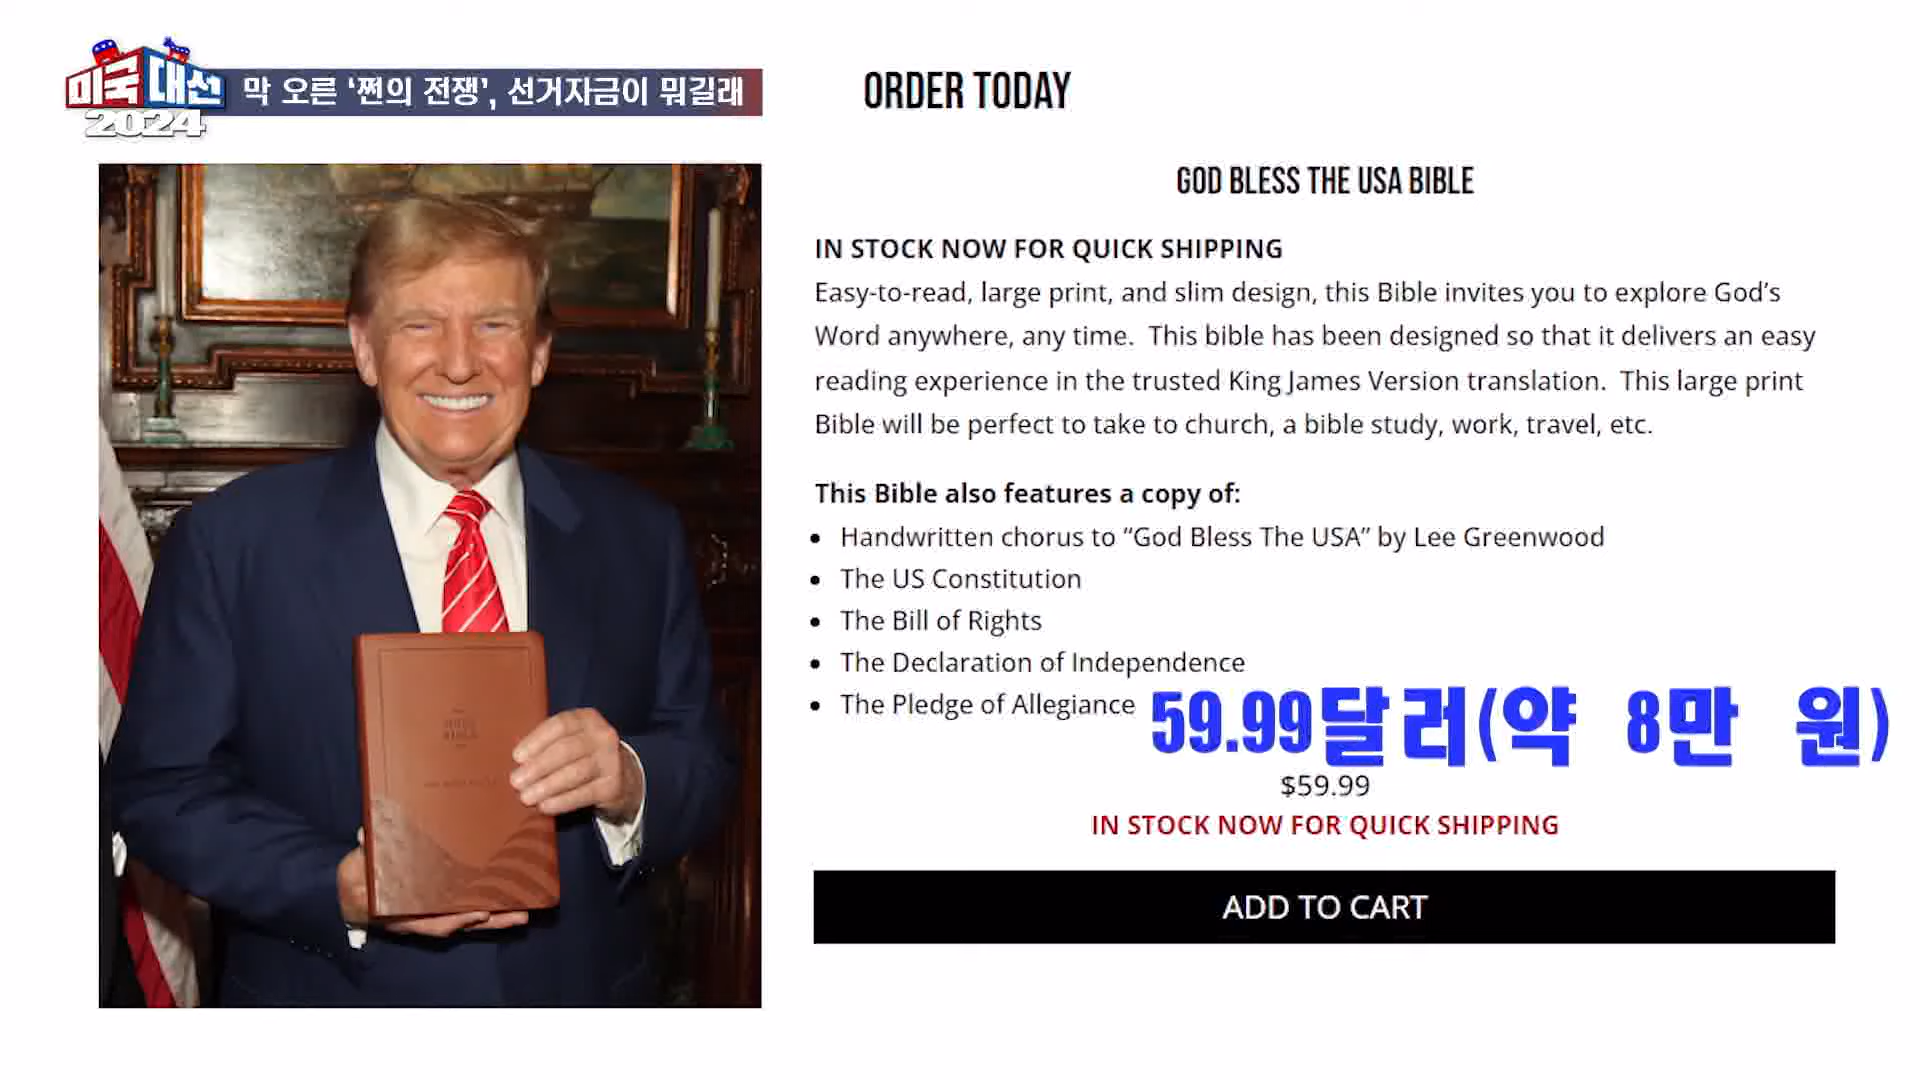 미국 대선
2024
막 오른 ‘쩐의 전쟁’, 선거자금이 뭐길래
ORDER TODAY
GOD BLESS THE USA BIBLE
IN STOCK NOW FOR QUICK SHIPPING
Easy-to-read, large print, and slim design, this Bible invites you to explore God’s
Word anywhere, any time.  This bible has been designed so that it delivers an easy
reading experience in the trusted King James Version translation.  This large print
Bible will be perfect to take to church, a bible study, work, travel, etc.
This Bible also features a copy of:
• Handwritten chorus to “God Bless The USA” by Lee Greenwood
• The US Constitution
• The Bill of Rights
• The Declaration of Independence
• The Pledge of Allegiance
59.99달러(약 8만 원)
$59.99
IN STOCK NOW FOR QUICK SHIPPING
ADD TO CART
HOLY
BIBLE